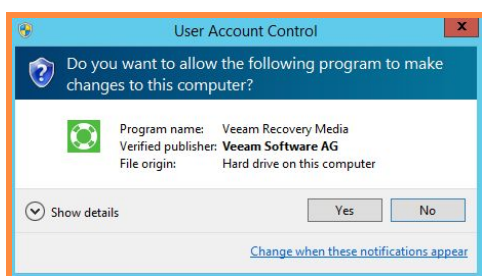 User Account Control
x
Do you want to allow the following program to make
changes to this computer?
Program name: Veeam Recovery Media
Verified publisher: Veeam Software AG
File origin: Hard drive on this computer
Show details
Yes
No
Change when these notifications appear